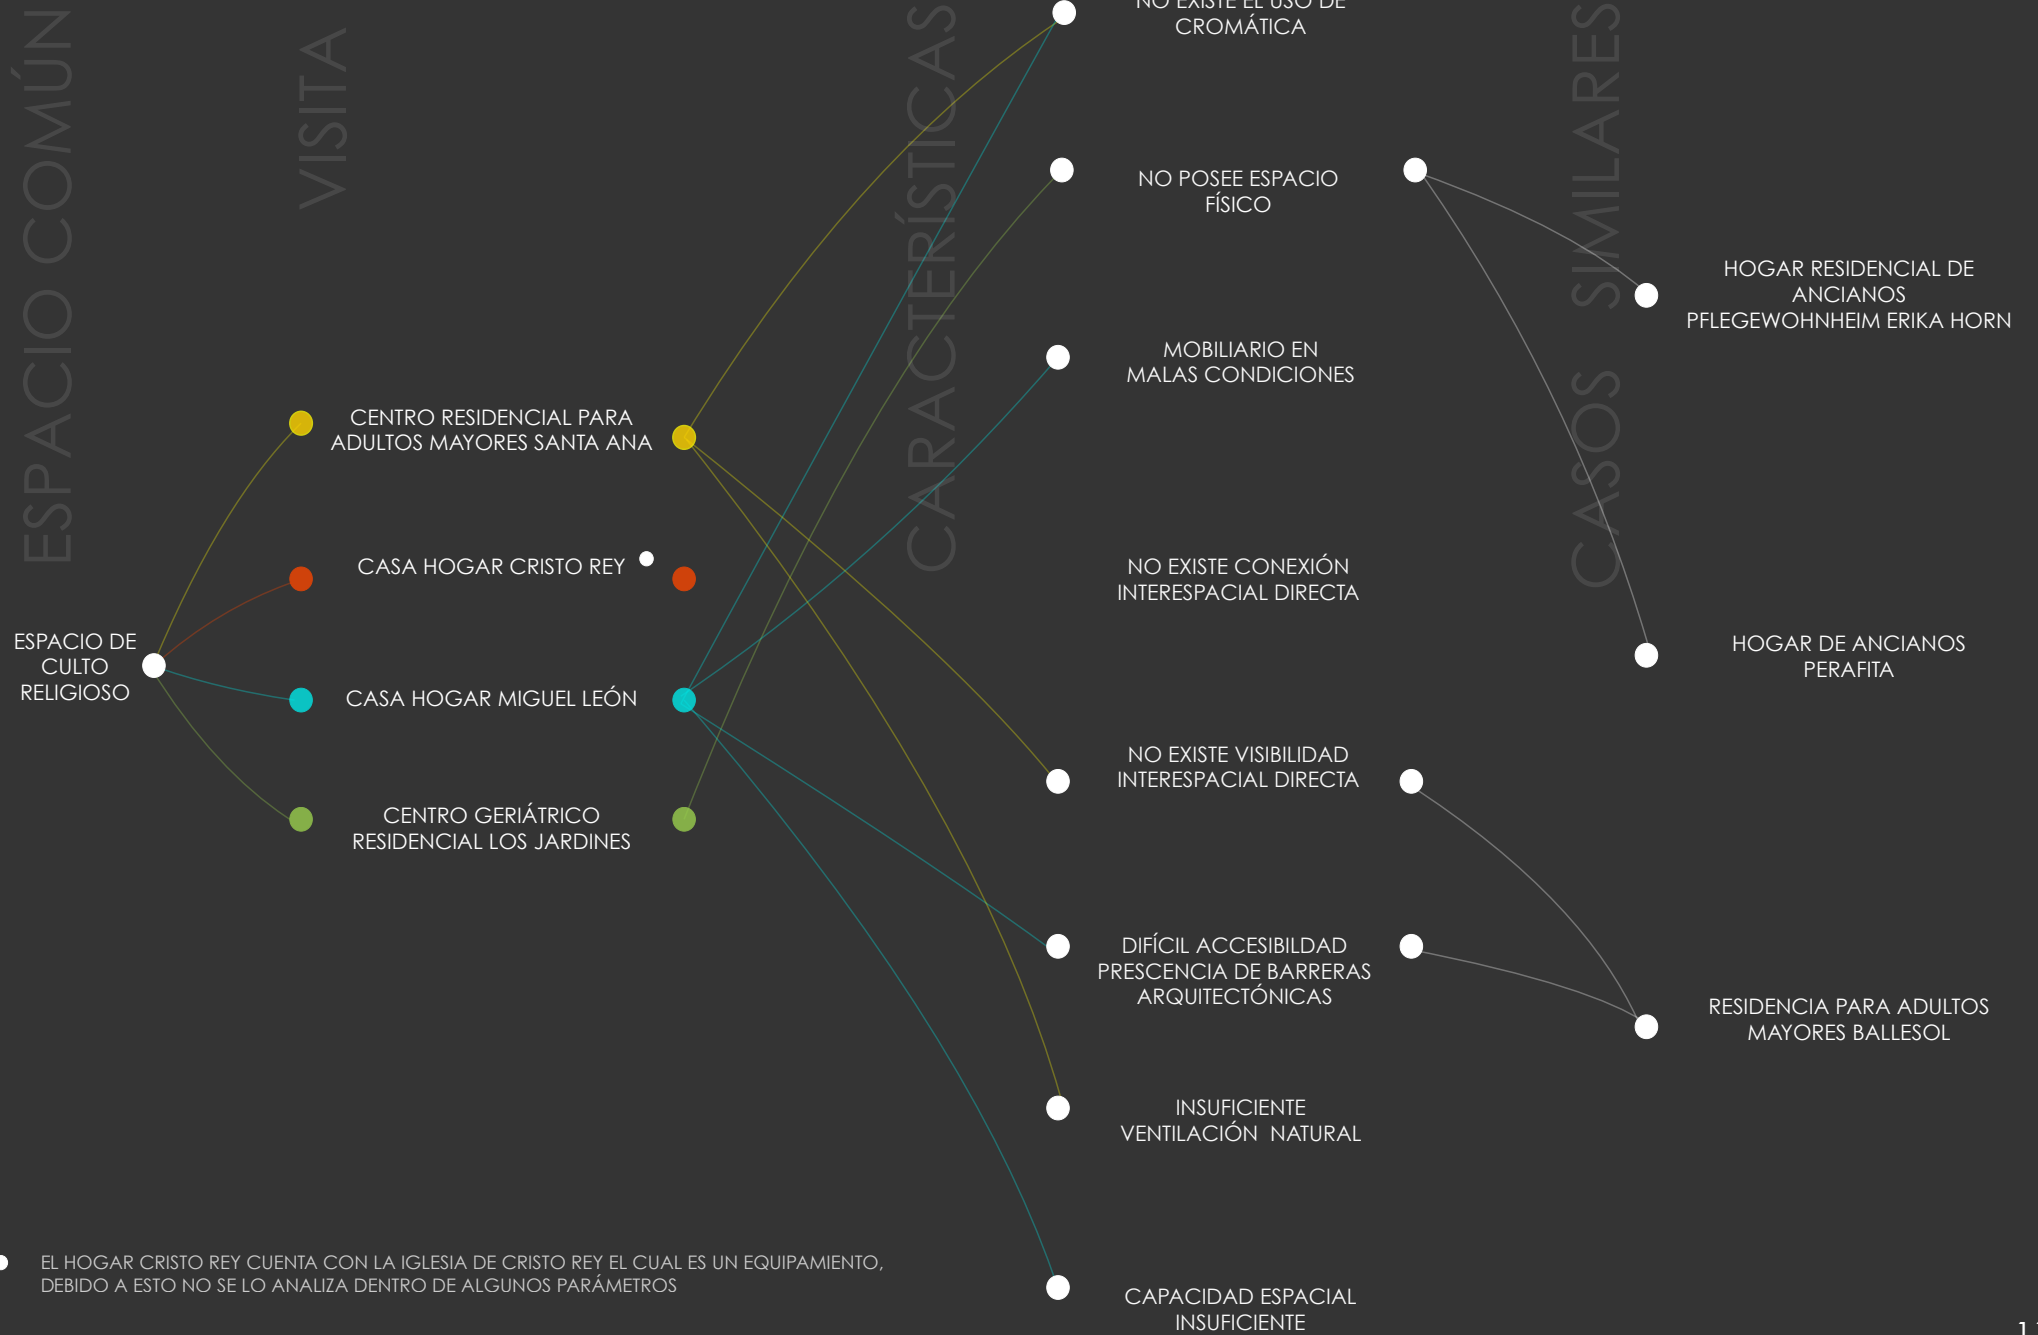 ESPACIO COMÚN
VISITA
CARACTERÍSTICAS
CASOS SIMILARES
ESPACIO DE
CULTO
RELIGIOSO
CENTRO RESIDENCIAL PARA
ADULTOS MAYORES SANTA ANA
CASA HOGAR CRISTO REY
CASA HOGAR MIGUEL LEÓN
CENTRO GERIÁTRICO
RESIDENCIAL LOS JARDINES
NO EXISTE EL USO DE
CROMÁTICA
NO POSEE ESPACIO
FÍSICO
MOBILIARIO EN
MALAS CONDICIONES
NO EXISTE CONEXIÓN
INTERESPACIAL DIRECTA
NO EXISTE VISIBILIDAD
INTERESPACIAL DIRECTA
DIFÍCIL ACCESIBILDAD
PRESCENCIA DE BARRERAS
ARQUITECTÓNICAS
INSUFICIENTE
VENTILACIÓN NATURAL
CAPACIDAD ESPACIAL
INSUFICIENTE
HOGAR RESIDENCIAL DE
ANCIANOS
PFLEGEWOHNHEIM ERIKA HORN
HOGAR DE ANCIANOS
PERAFITA
RESIDENCIA PARA ADULTOS
MAYORES BALLESOL
EL HOGAR CRISTO REY CUENTA CON LA IGLESIA DE CRISTO REY EL CUAL ES UN EQUIPAMIENTO,
DEBIDO A ESTO NO SE LO ANALIZA DENTRO DE ALGUNOS PARÁMETROS